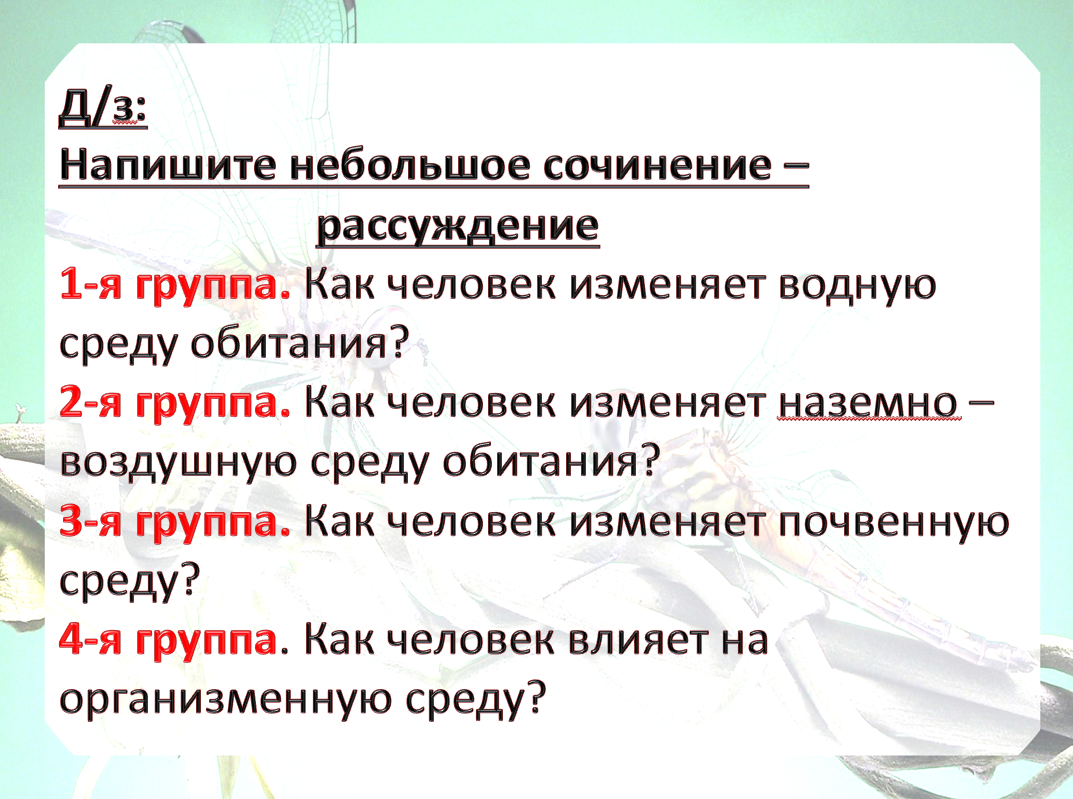 Д/з:
Напишите небольшое сочинение –
рассуждение
1-я группа. Как человек изменяет водную
среду обитания?
2-я группа. Как человек изменяет наземно –
воздушную среду обитания?
3-я группа. Как человек изменяет почвенную
среду?
4-я группа. Как человек влияет на
организменную среду?